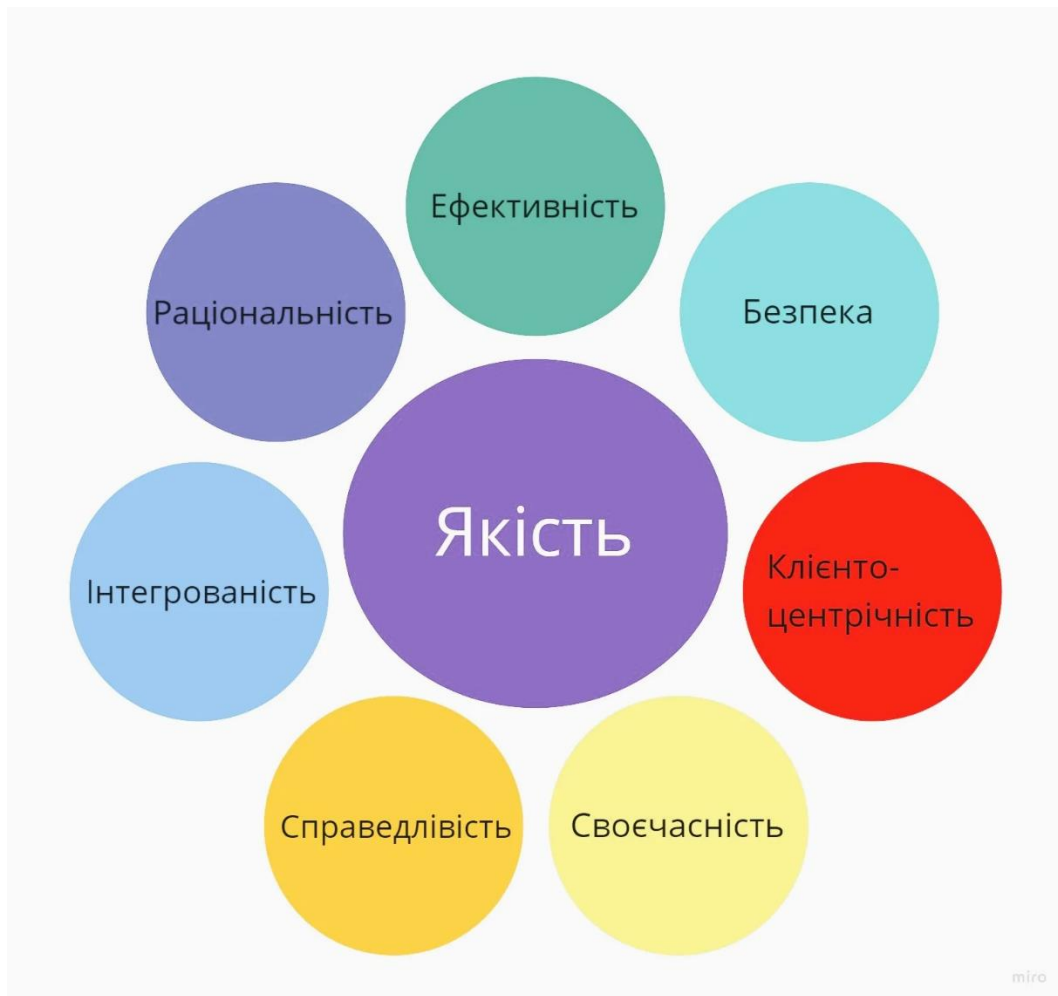 Ефективність
Безпека
Раціональність
Якість
Клієнто-
центрічність
Інтегрованість
Справедлівість
Своєчасність
miro